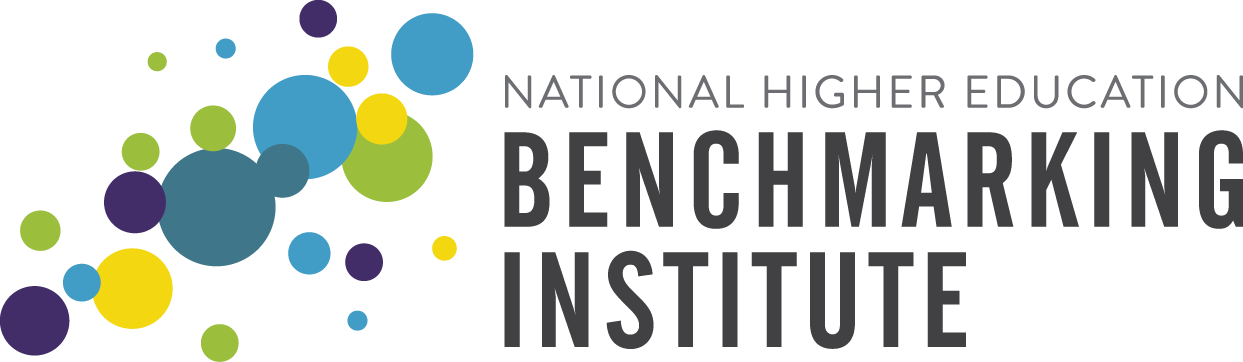 NATIONAL HIGHER EDUCATION
BENCHMARKING
INSTITUTE